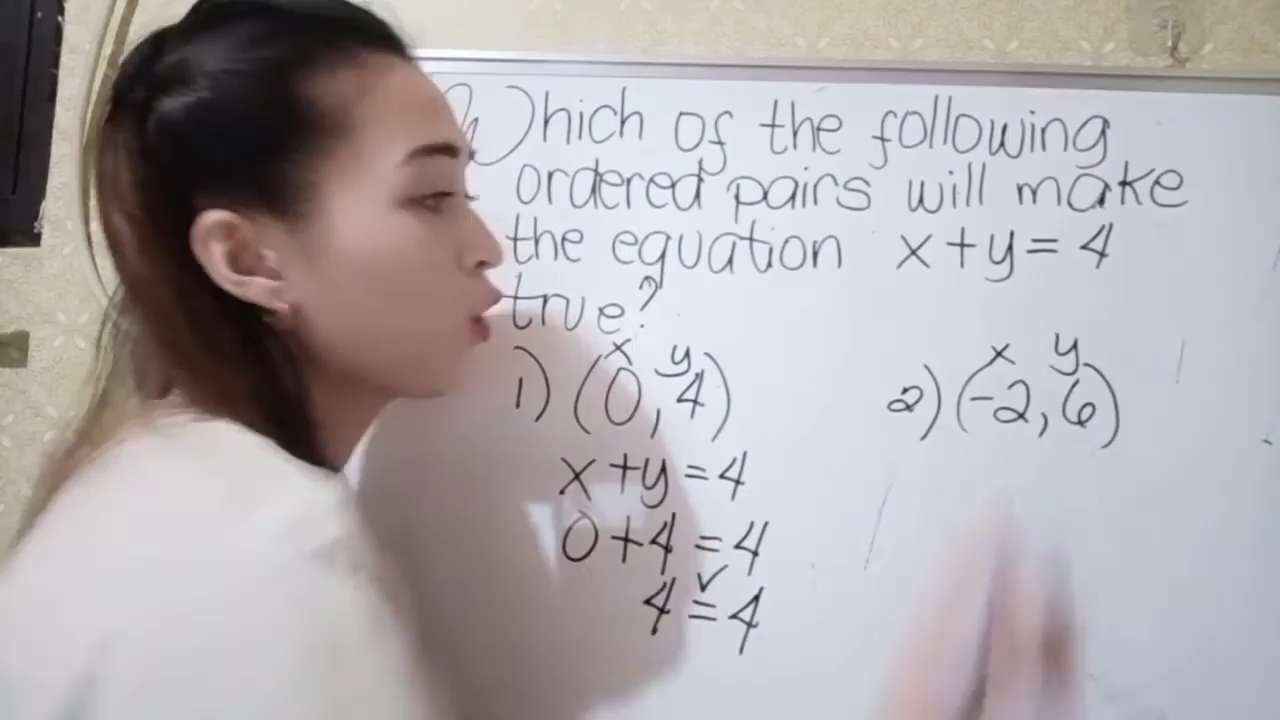 Which of the following
ordered pairs will make
the equation x+y=4
true?
x y
1) (0, 4)
x+y=4
0+4=4
✓
4=4
x y
2) (-2, 6)